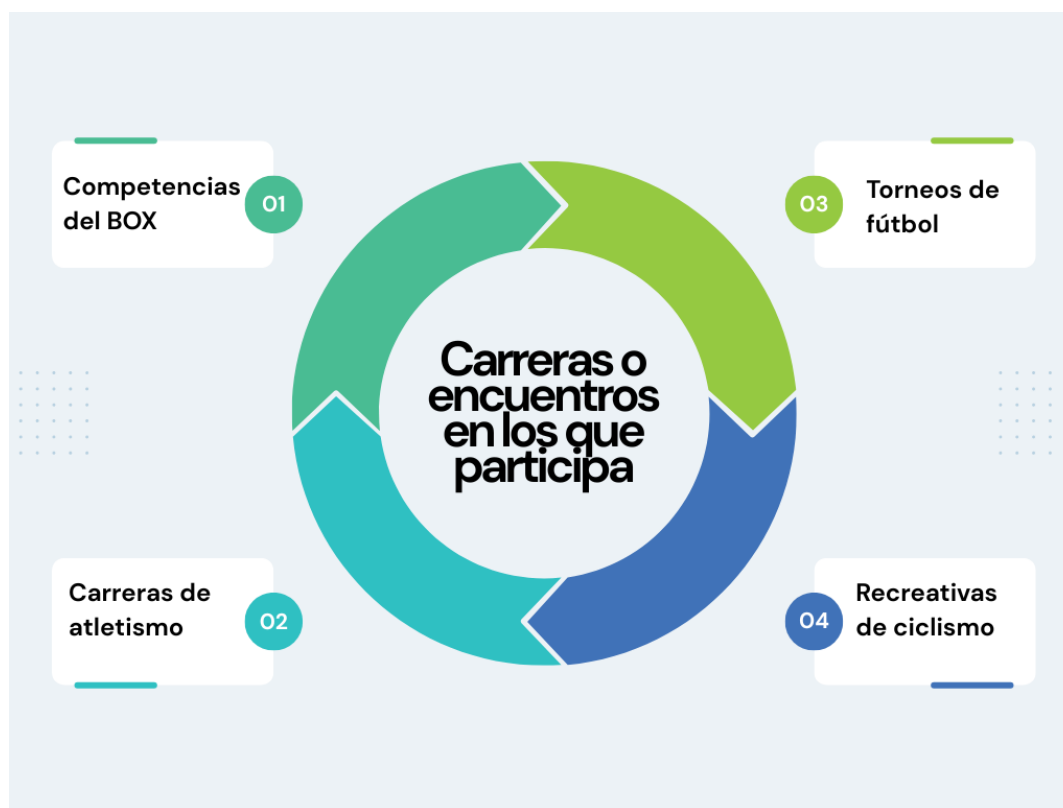 Competencias
del BOX
01
Torneos de
fútbol
03
Carreras o
encuentros
en los que
participa
Carreras de
atletismo
02
Recreativas
de ciclismo
04